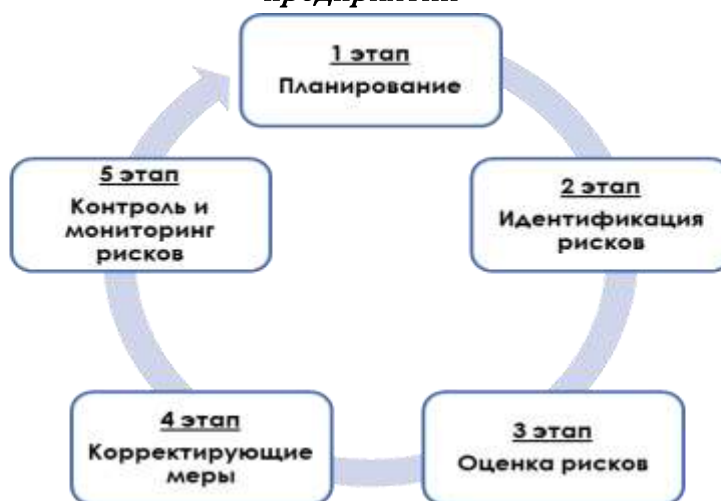 1 этап
Планирование
2 этап
Идентификация
рисков
3 этап
Оценка рисков
4 этап
Корректирующие
меры
5 этап
Контроль и
мониторинг
рисков